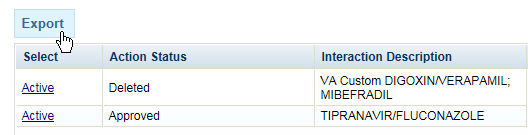 Export
Select Action Status Interaction Description
Active Deleted VA Custom DIGOXIN/VERAPAMIL;
MIBEFRADIL
Active Approved TIPRANAVIR/FLUCONAZOLE